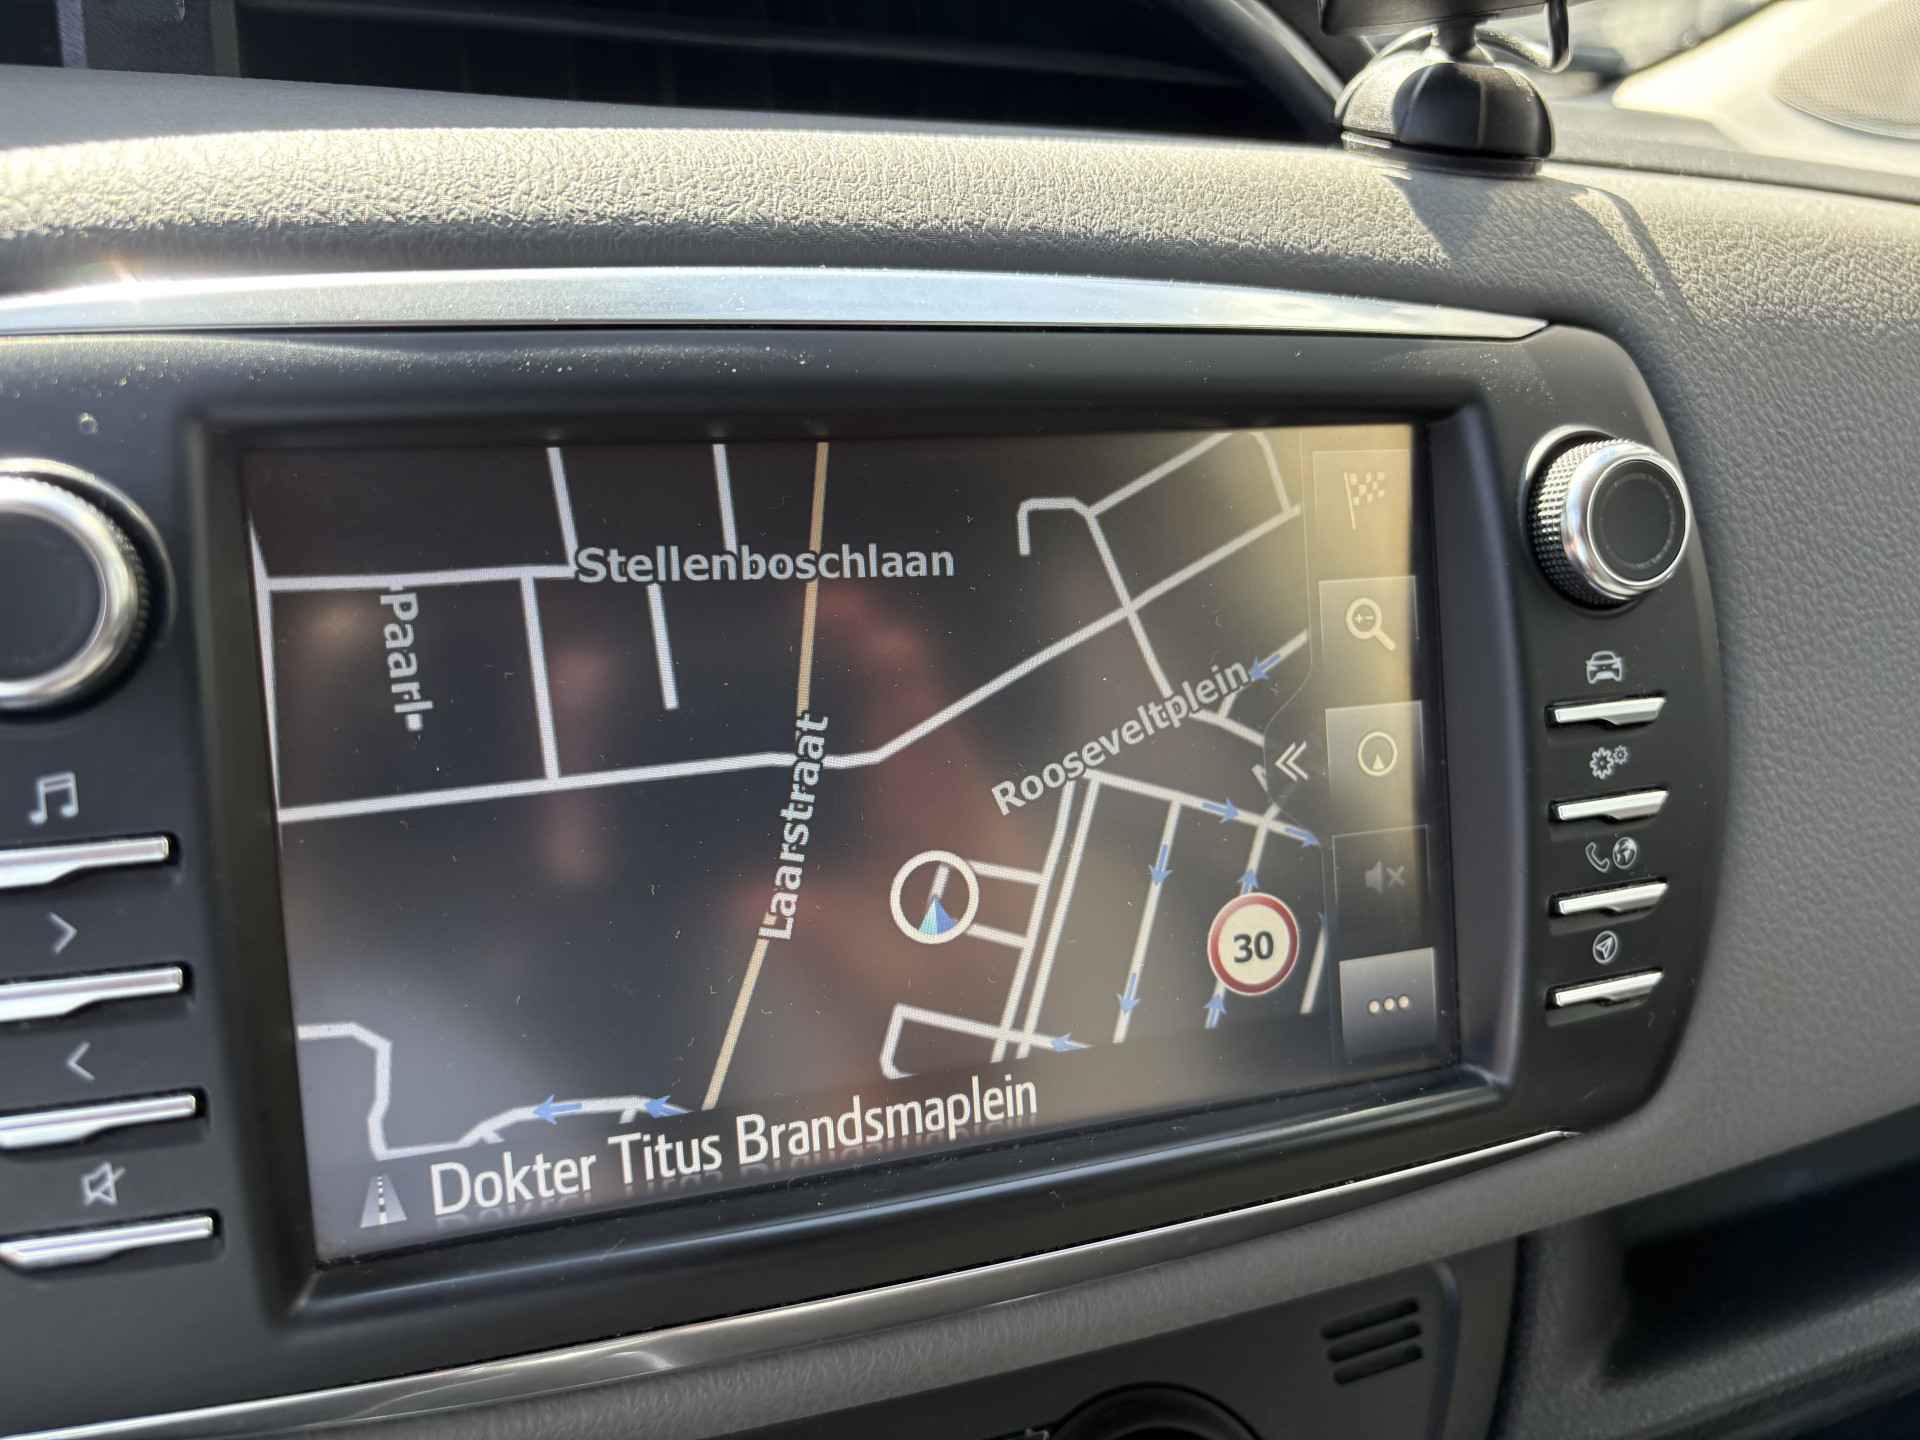 Stellenboschlaan
-Paarl-
Laarstraat
Rooseveltplein
30
Dokter Titus Brandsmaplein